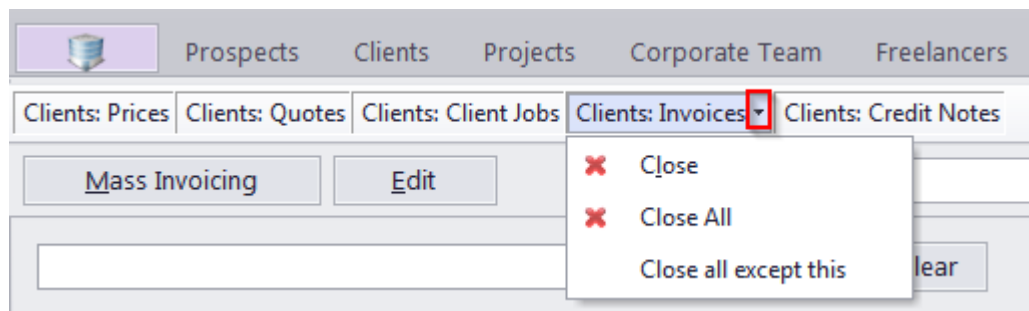 Prospects Clients Projects Corporate Team Freelancers
Clients: Prices Clients: Quotes Clients: Client Jobs Clients: Invoices Clients: Credit Notes
Mass Invoicing Edit
Close
Close All
Close all except this
lear